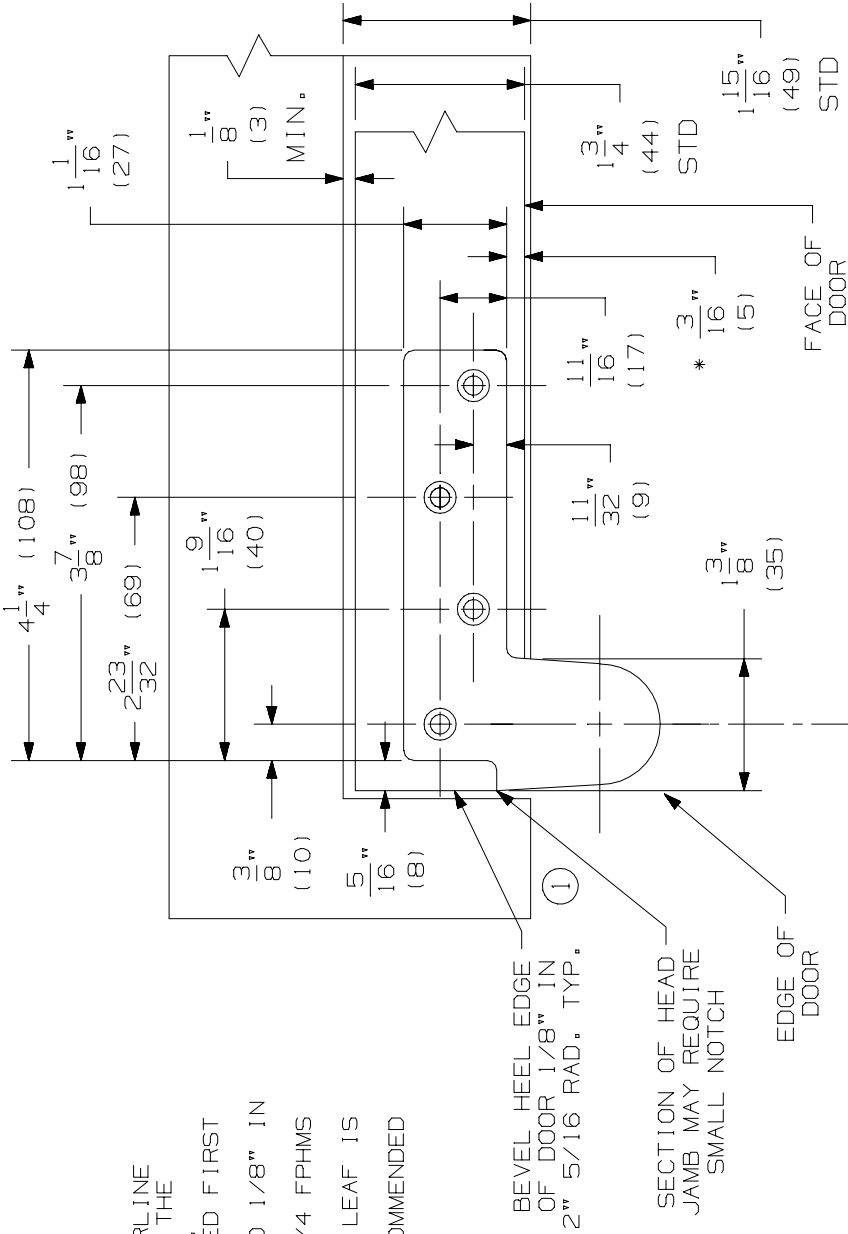 4 1/4" (108)
3 7/8" (98)
2 23/32" (69)
1 9/16" (40)
1 1/16" (27)
1/8" (3) MIN.
3/8" (10)
5/16" (8)
11/16" (17)
11/32" (9)
* 3/16" (5)
1 3/8" (35)
1 3/4" (44) STD
1 15/16" (49) STD
FACE OF
DOOR
1
BEVEL HEEL EDGE
OF DOOR 1/8" IN
2" 5/16 RAD. TYP.
SECTION OF HEAD
JAMB MAY REQUIRE
SMALL NOTCH
EDGE OF
DOOR
RLINE
THE
ED FIRST
D 1/8" IN
/4 FPHMS
LEAF IS
OMMENDED